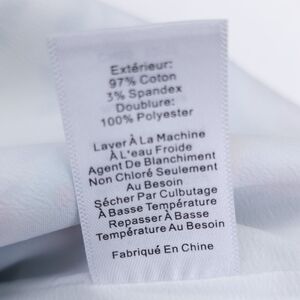 Extérieur:
97% Coton
3% Spandex
Doublure:
100% Polyester
Laver À La Machine
À L'eau Froide
Agent De Blanchiment
Non Chloré Seulement
Au Besoin
Sécher Par Culbutage
À Basse Température
Repasser À Basse
Température Au Besoin
Fabriqué En Chine